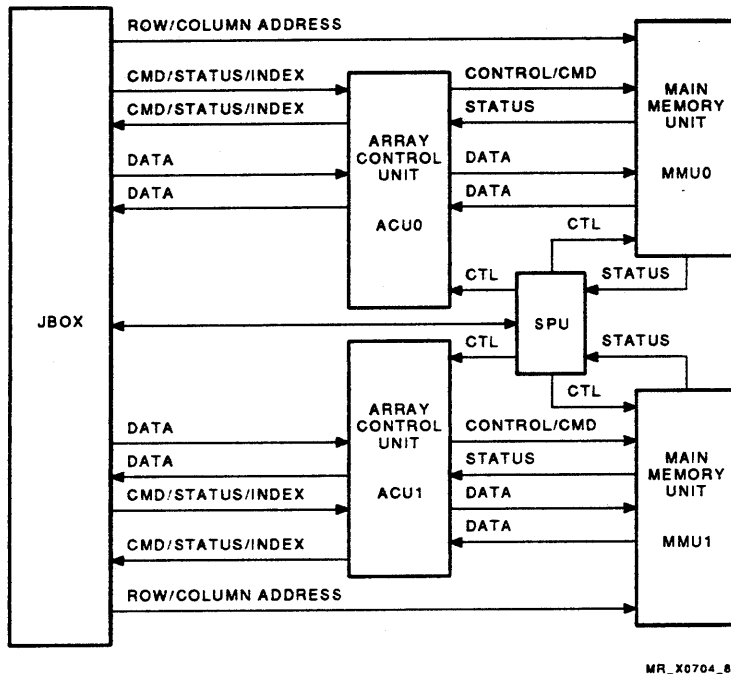 ROW/COLUMN ADDRESS
CMD/STATUS/INDEX
CMD/STATUS/INDEX
DATA
DATA
ARRAY
CONTROL
UNIT
ACU0
CONTROL/CMD
STATUS
DATA
DATA
MAIN
MEMORY
UNIT
MMU0
CTL
CTL
STATUS
JBOX
SPU
CTL
STATUS
CTL
DATA
DATA
CMD/STATUS/INDEX
CMD/STATUS/INDEX
ROW/COLUMN ADDRESS
ARRAY
CONTROL
UNIT
ACU1
CONTROL/CMD
STATUS
DATA
DATA
MAIN
MEMORY
UNIT
MMU1